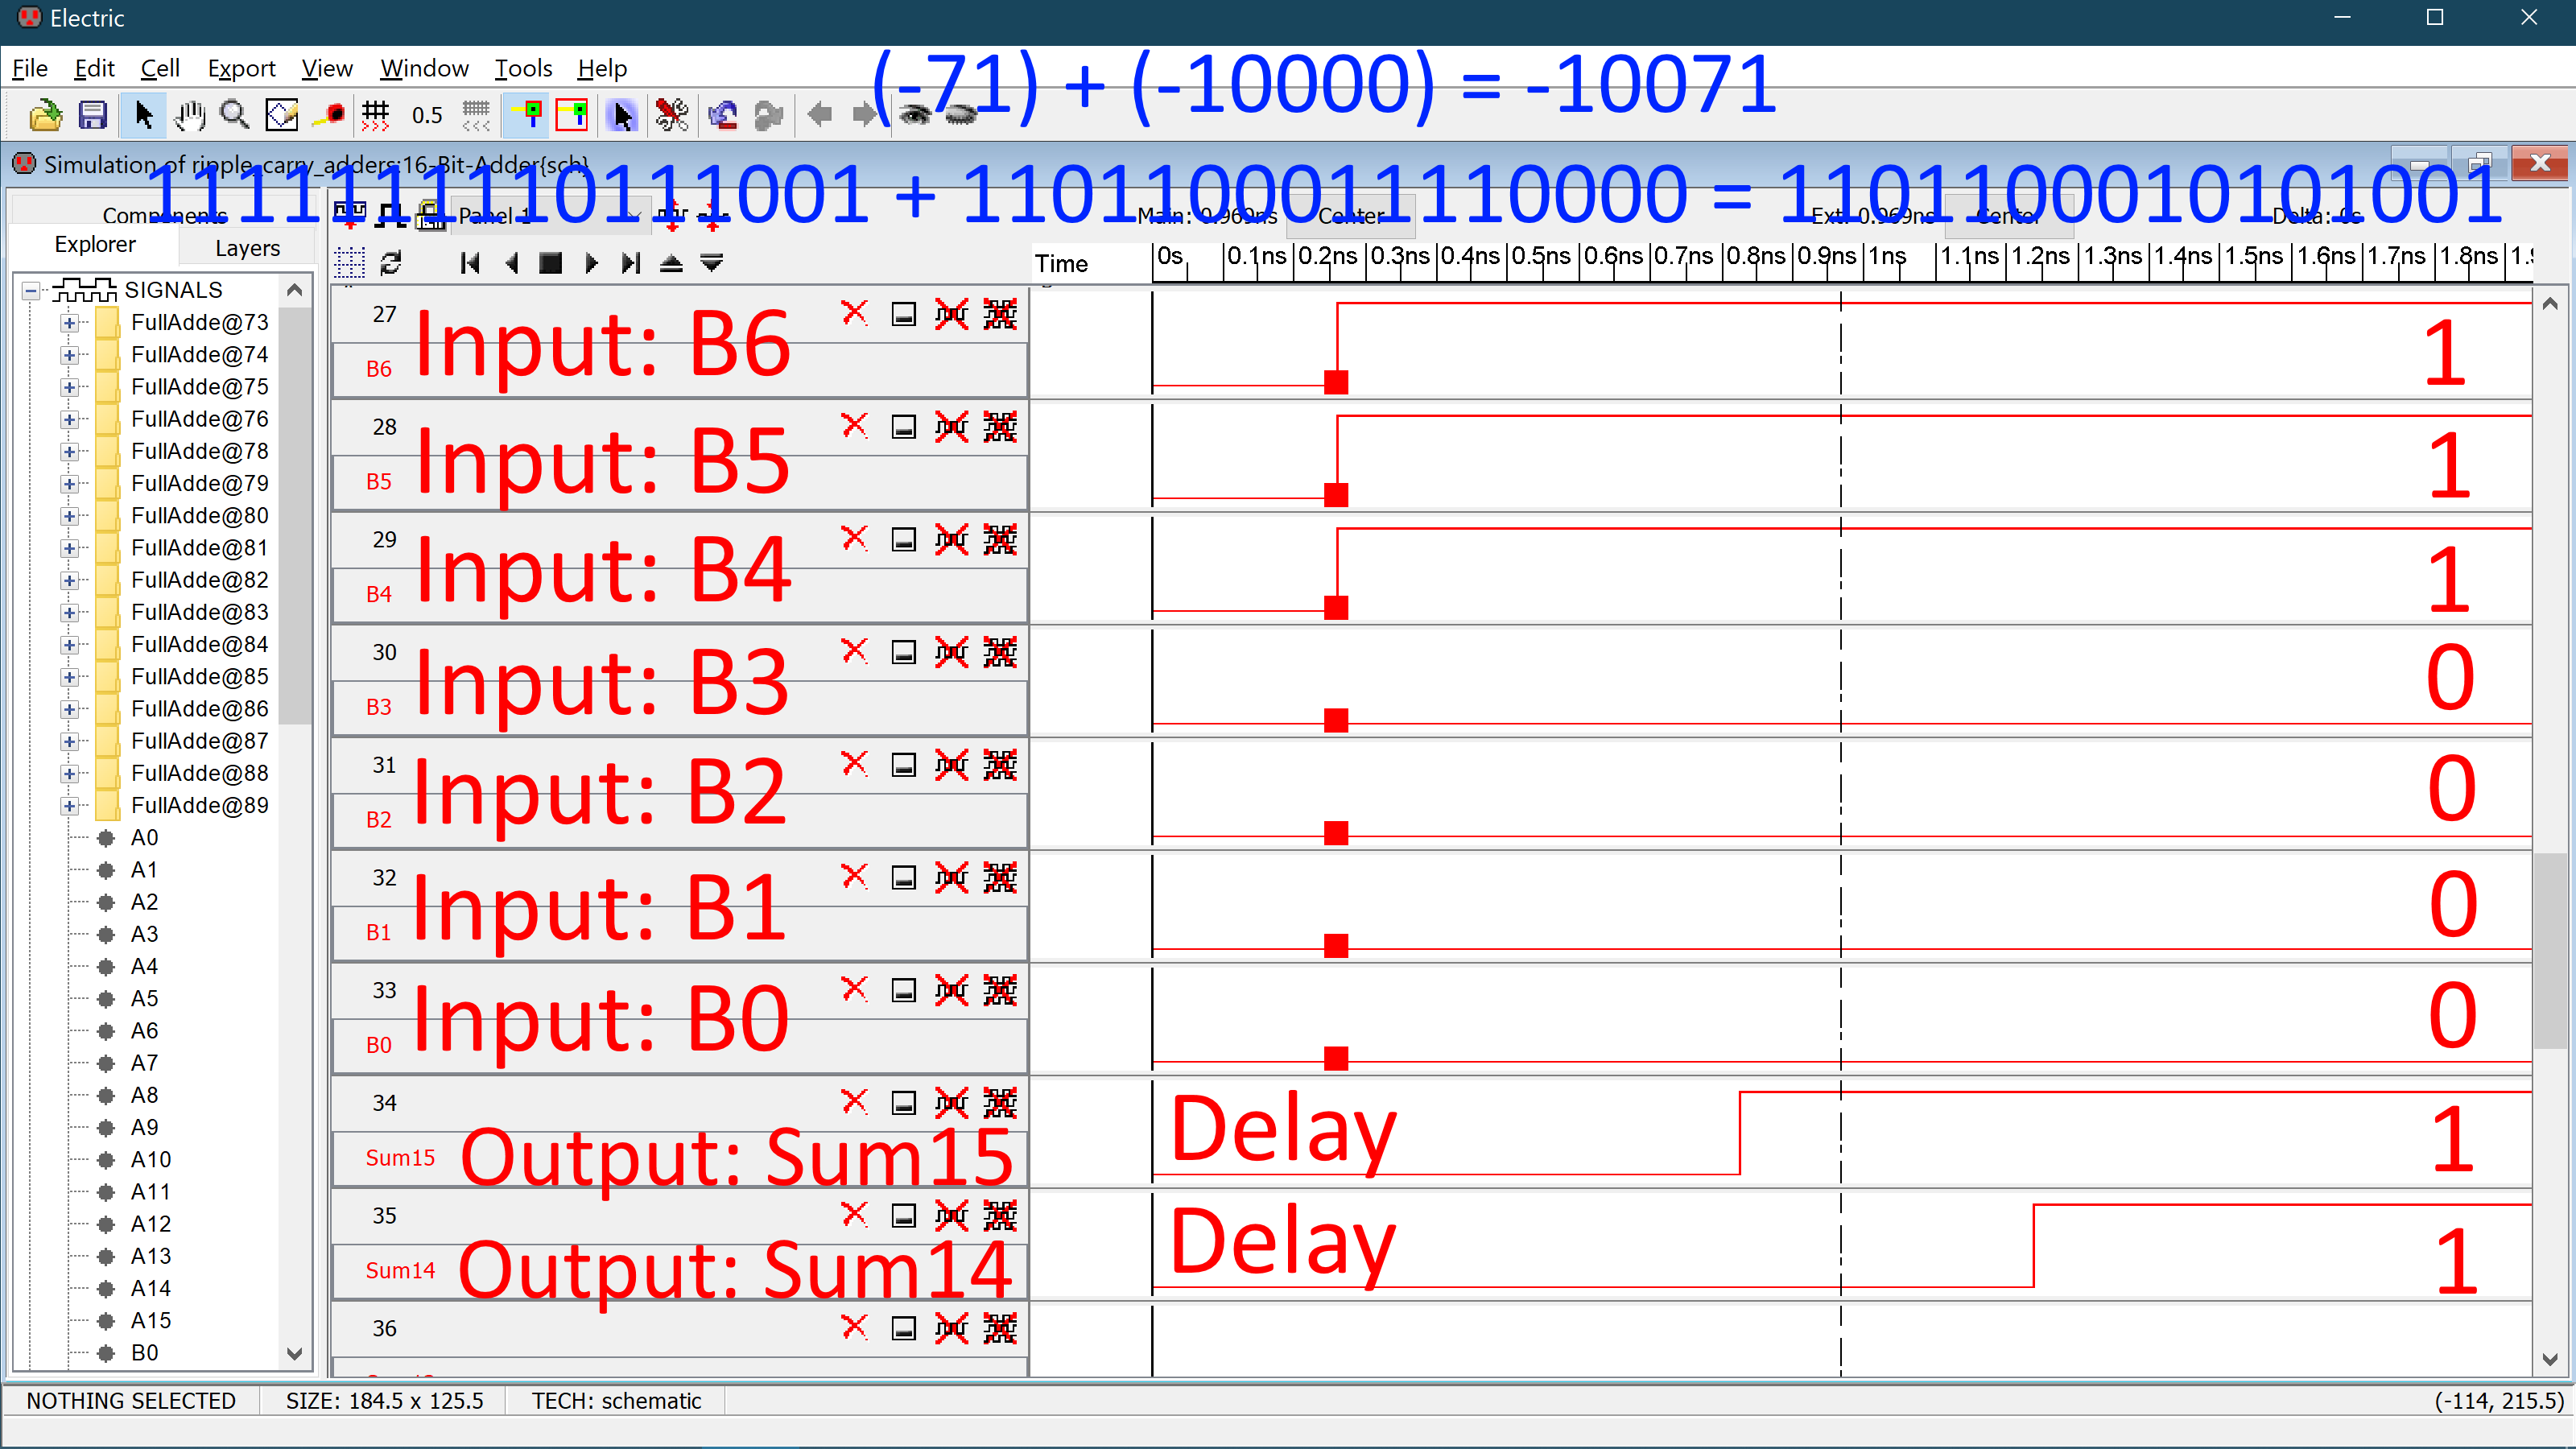 Electric
File Edit Cell Export View Window Tools Help
(-71) + (-10000) = -10071
0.5
Simulation of ripple_carry_adders:16-Bit-Adder{sch}
1111111110111001 + 1101100011110000 = 1101100010101001
Components
Panel 1
Main: 0.969ns Center
Ext: 0.969ns Center
Delta: 0s
Explorer Layers
Time 0s 0.1ns 0.2ns 0.3ns 0.4ns 0.5ns 0.6ns 0.7ns 0.8ns 0.9ns 1ns 1.1ns 1.2ns 1.3ns 1.4ns 1.5ns 1.6ns 1.7ns 1.8ns
SIGNALS
FullAdde@73
FullAdde@74
FullAdde@75
FullAdde@76
FullAdde@78
FullAdde@79
FullAdde@80
FullAdde@81
FullAdde@82
FullAdde@83
FullAdde@84
FullAdde@85
FullAdde@86
FullAdde@87
FullAdde@88
FullAdde@89
A0
A1
A2
A3
A4
A5
A6
A7
A8
A9
A10
A11
A12
A13
A14
A15
B0
27
B6 Input: B6 1
28
B5 Input: B5 1
29
B4 Input: B4 1
30
B3 Input: B3 0
31
B2 Input: B2 0
32
B1 Input: B1 0
33
B0 Input: B0 0
34
Sum15 Output: Sum15 Delay 1
35
Sum14 Output: Sum14 Delay 1
36
NOTHING SELECTED SIZE: 184.5 x 125.5 TECH: schematic (-114, 215.5)